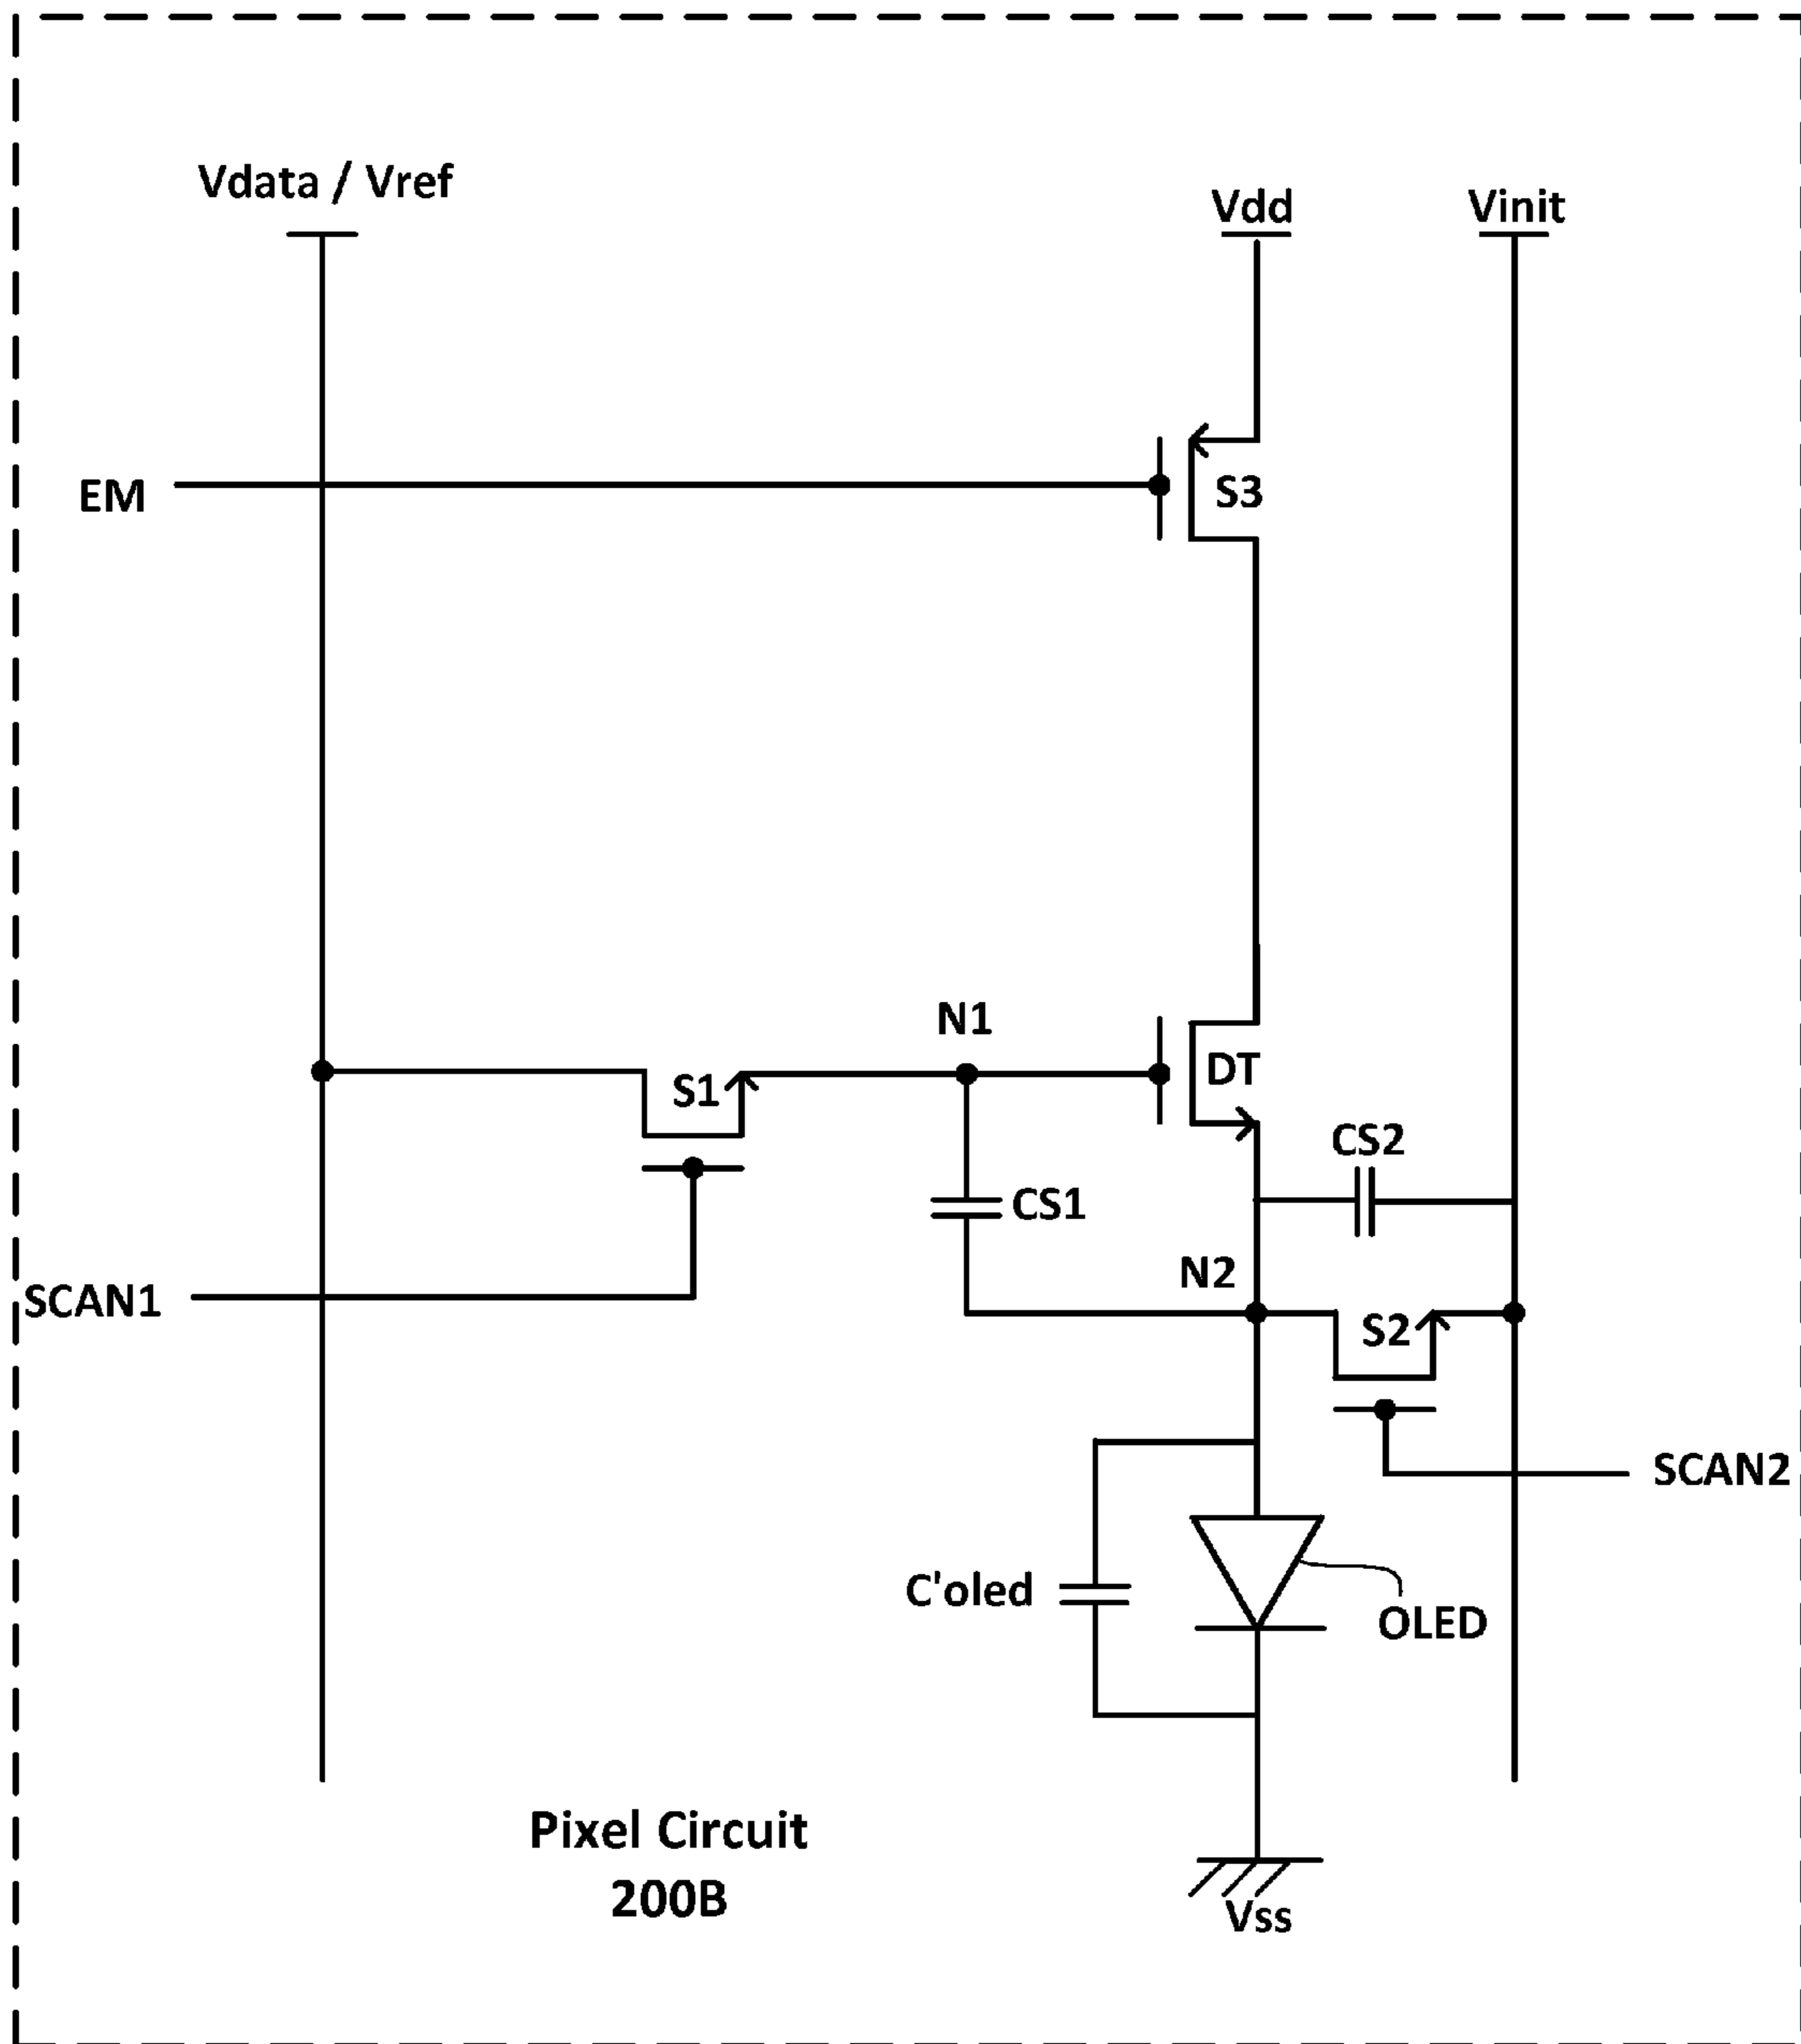 Vdata / Vref
Vdd
Vinit
EM
S3
N1
S1
DT
CS2
CS1
N2
SCAN1
S2
SCAN2
C'oled
OLED
Pixel Circuit
200B
Vss